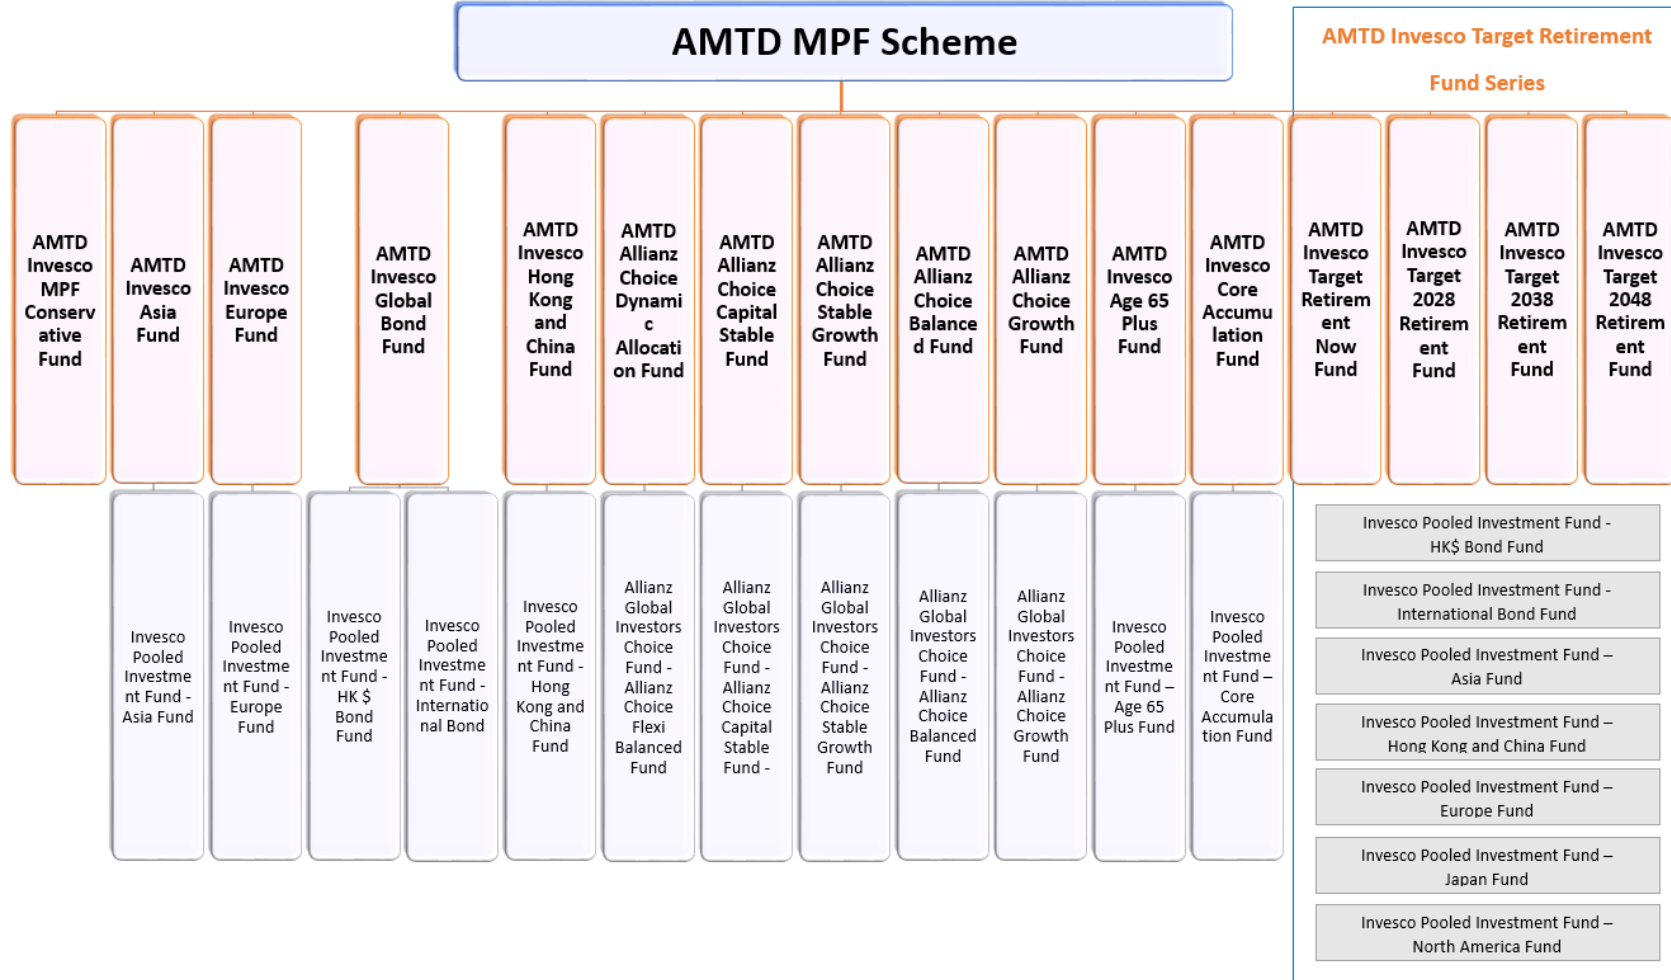 AMTD MPF Scheme
AMTD Invesco Target Retirement
Fund Series
AMTD
Invesco
MPF
Conserv
ative
Fund
AMTD
Invesco
Asia
Fund
AMTD
Invesco
Europe
Fund
AMTD
Invesco
Global
Bond
Fund
AMTD
Invesco
Hong
Kong
and
China
Fund
AMTD
Allianz
Choice
Dynami
c
Allocati
on Fund
AMTD
Allianz
Choice
Capital
Stable
Fund
AMTD
Allianz
Choice
Stable
Growth
Fund
AMTD
Allianz
Choice
Balance
d Fund
AMTD
Allianz
Choice
Growth
Fund
AMTD
Invesco
Age 65
Plus
Fund
AMTD
Invesco
Core
Accumu
lation
Fund
AMTD
Invesco
Target
Retirem
ent
Now
Fund
AMTD
Invesco
Target
2028
Retirem
ent
Fund
AMTD
Invesco
Target
2038
Retirem
ent
Fund
AMTD
Invesco
Target
2048
Retirem
ent
Fund
Invesco
Pooled
Investme
nt Fund -
Asia Fund
Invesco
Pooled
Investme
nt Fund -
Europe
Fund
Invesco
Pooled
Investme
nt Fund -
HK $
Bond
Fund
Invesco
Pooled
Investme
nt Fund -
Internatio
nal Bond
Invesco
Pooled
Investme
nt Fund -
Hong
Kong and
China
Fund
Allianz
Global
Investors
Choice
Fund -
Allianz
Choice
Flexi
Balanced
Fund
Allianz
Global
Investors
Choice
Fund -
Allianz
Choice
Capital
Stable
Fund -
Allianz
Global
Investors
Choice
Fund -
Allianz
Choice
Stable
Growth
Fund
Allianz
Global
Investors
Choice
Fund -
Allianz
Choice
Balanced
Fund
Allianz
Global
Investors
Choice
Fund -
Allianz
Choice
Growth
Fund
Invesco
Pooled
Investme
nt Fund –
Age 65
Plus Fund
Invesco
Pooled
Investme
nt Fund –
Core
Accumula
tion Fund
Invesco Pooled Investment Fund -
HK$ Bond Fund
Invesco Pooled Investment Fund -
International Bond Fund
Invesco Pooled Investment Fund –
Asia Fund
Invesco Pooled Investment Fund –
Hong Kong and China Fund
Invesco Pooled Investment Fund –
Europe Fund
Invesco Pooled Investment Fund –
Japan Fund
Invesco Pooled Investment Fund –
North America Fund